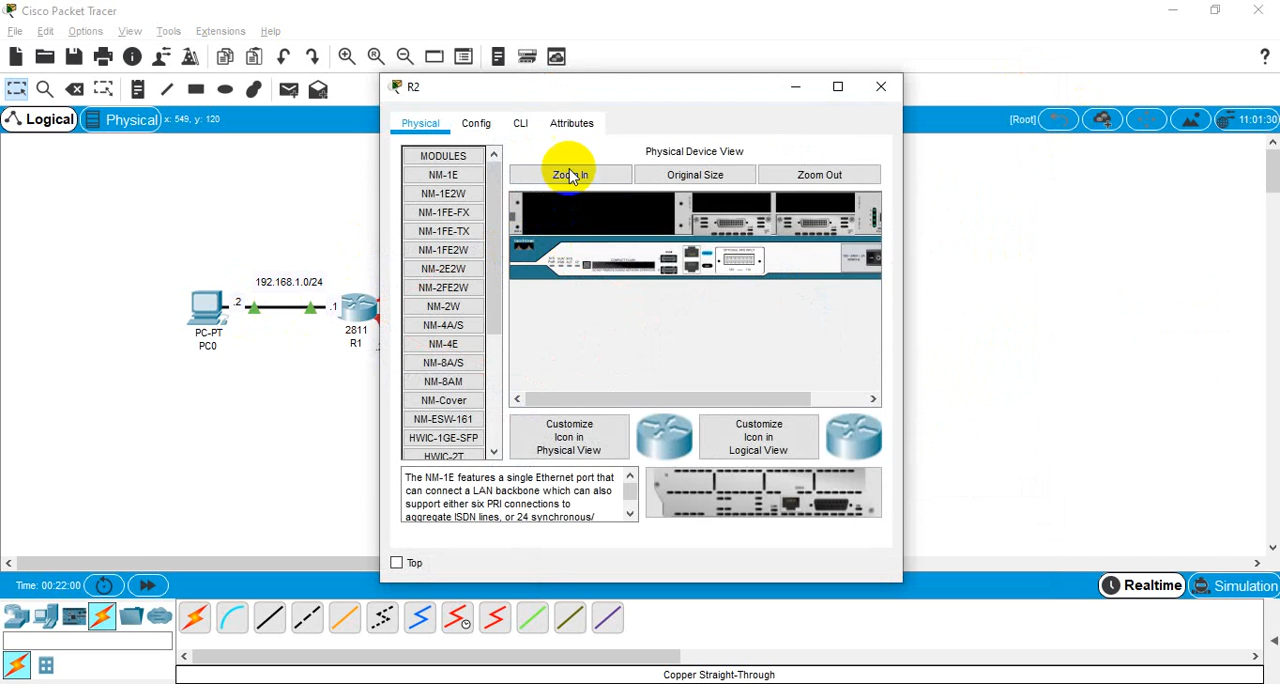 Cisco Packet Tracer
File Edit Options View Tools Extensions Help
Logical Physical x: 549, y: 120 [Root] 11:01:30
R2
Physical Config CLI Attributes
MODULES
NM-1E
NM-1E2W
NM-1FE-FX
NM-1FE-TX
NM-1FE2W
NM-2E2W
NM-2FE2W
NM-2W
NM-4A/S
NM-4E
NM-8A/S
NM-8AM
NM-Cover
NM-ESW-161
HWIC-1GE-SFP
HWIC-2T
Physical Device View
Zoom In Original Size Zoom Out
Customize
Icon in
Physical View
Customize
Icon in
Logical View
The NM-1E features a single Ethernet port that
can connect a LAN backbone which can also
support either six PRI connections to
aggregate ISDN lines, or 24 synchronous/
Top
192.168.1.0/24
.2 .1
PC-PT
PC0
2811
R1
Time: 00:22:00 Realtime Simulation
Copper Straight-Through